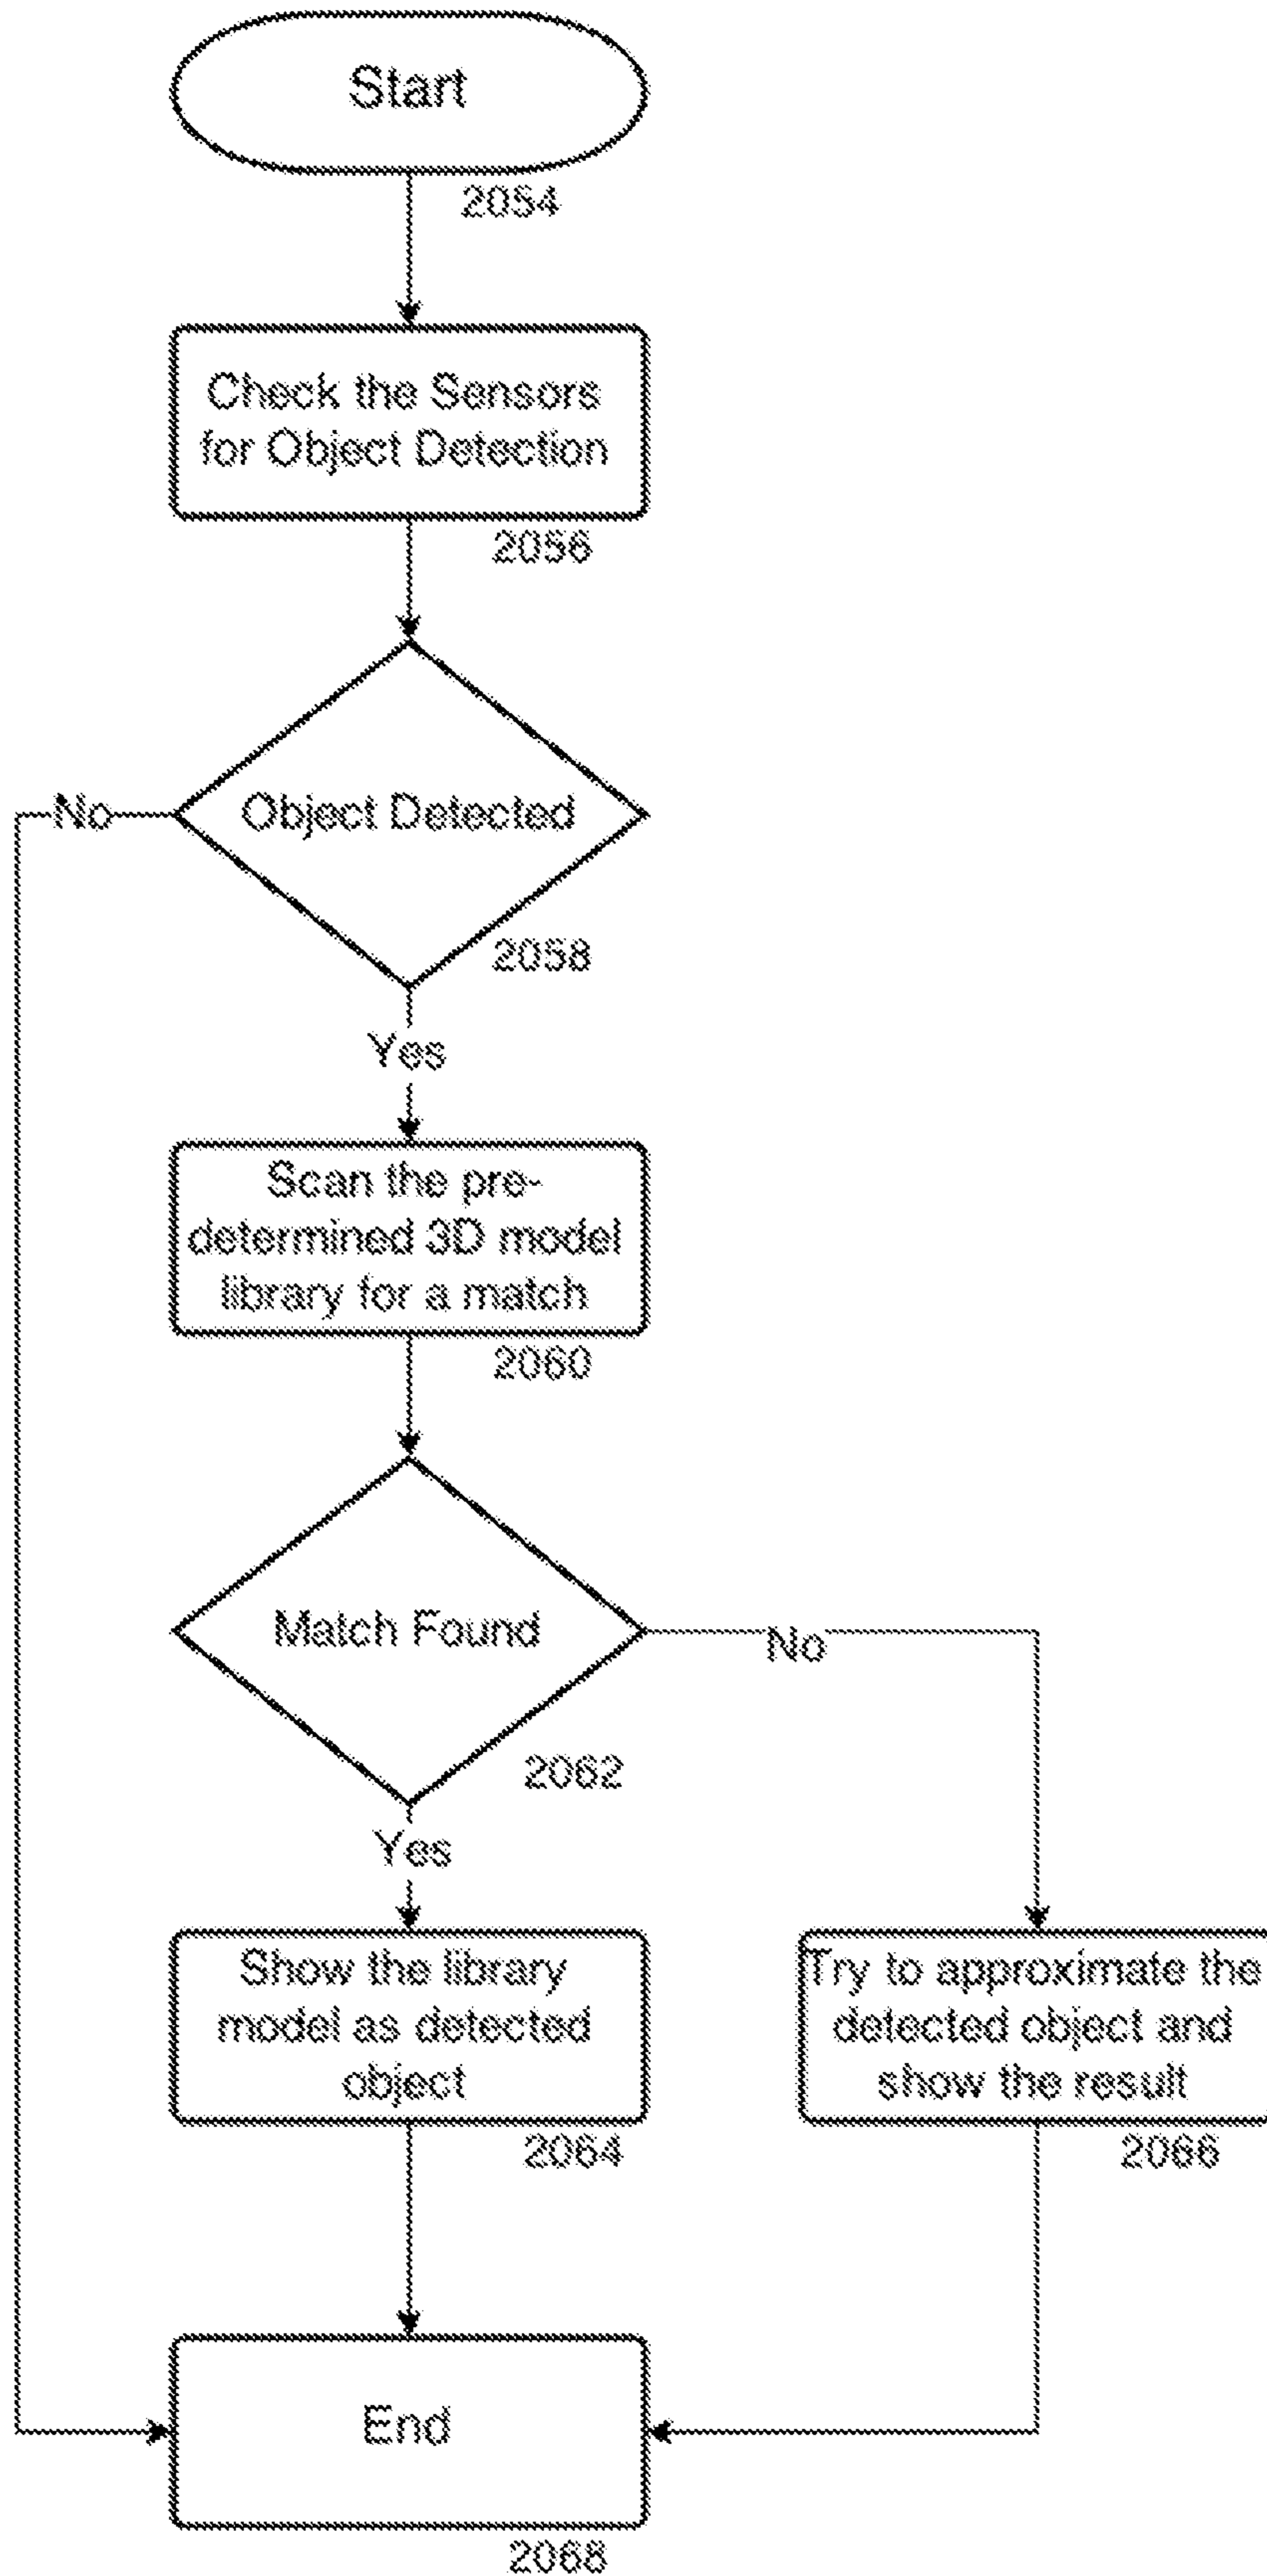 Start
2054
Check the Sensors
for Object Detection
2056
Object Detected
No
2058
Yes
Scan the pre-
determined 3D model
library for a match
2060
Match Found
No
2062
Yes
Show the library
model as detected
object
2064
Try to approximate the
detected object and
show the result
2066
End
2068